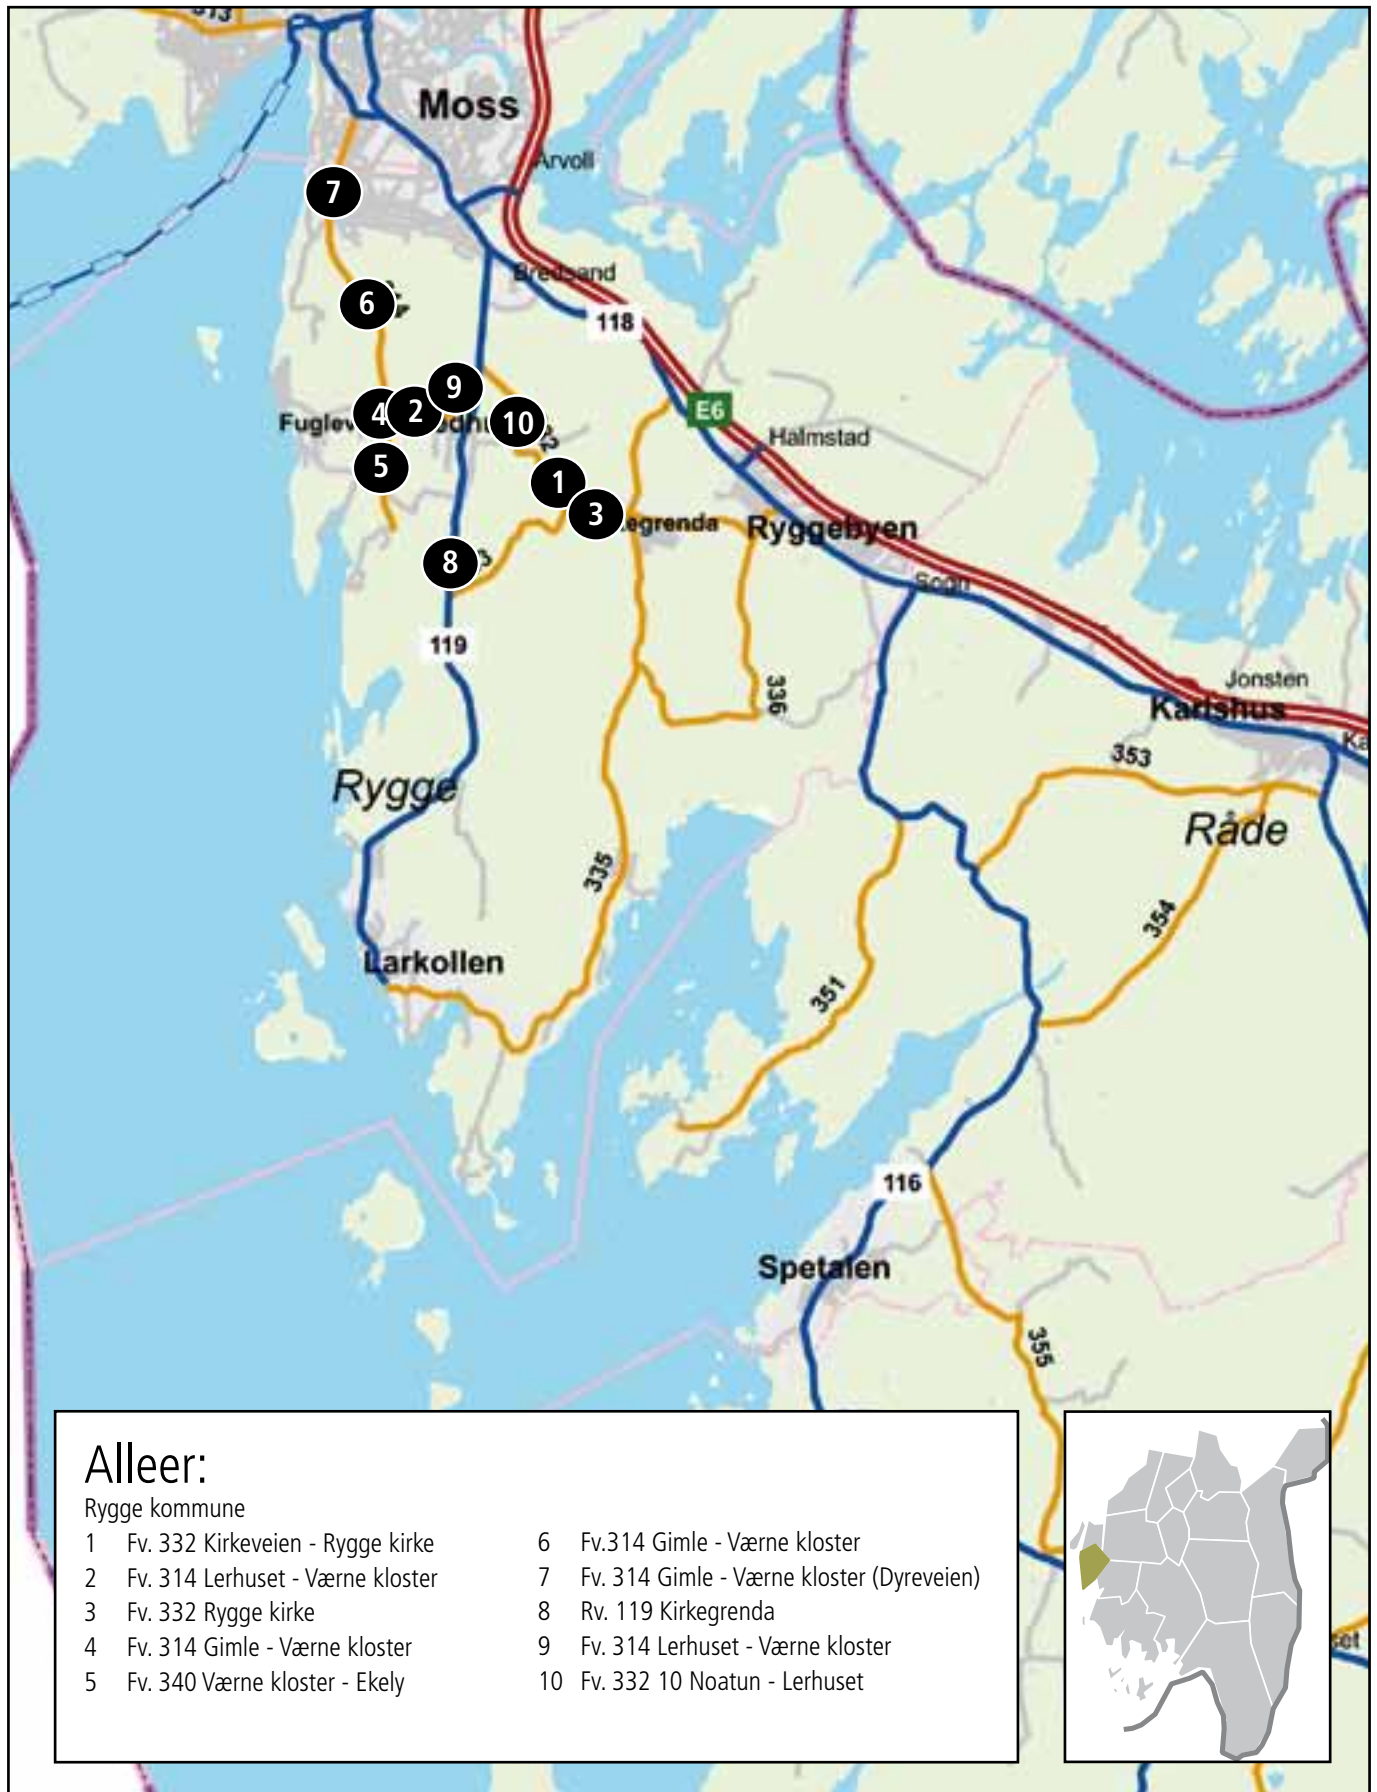 313
Moss
Årvoll
7
Bredsand
6
118
9
E6
4
2
10
Halmstad
5
1
3
Ryggebyen
8
Sogn
119
336
Jonsten
Karlshus
353
Rygge
Råde
335
354
Larkollen
351
116
Spetalen
355
Alleer:
Rygge kommune
1 Fv. 332 Kirkeveien - Rygge kirke
2 Fv. 314 Lerhuset - Værne kloster
3 Fv. 332 Rygge kirke
4 Fv. 314 Gimle - Værne kloster
5 Fv. 340 Værne kloster - Ekely
6 Fv.314 Gimle - Værne kloster
7 Fv. 314 Gimle - Værne kloster (Dyreveien)
8 Rv. 119 Kirkegrenda
9 Fv. 314 Lerhuset - Værne kloster
10 Fv. 332 10 Noatun - Lerhuset